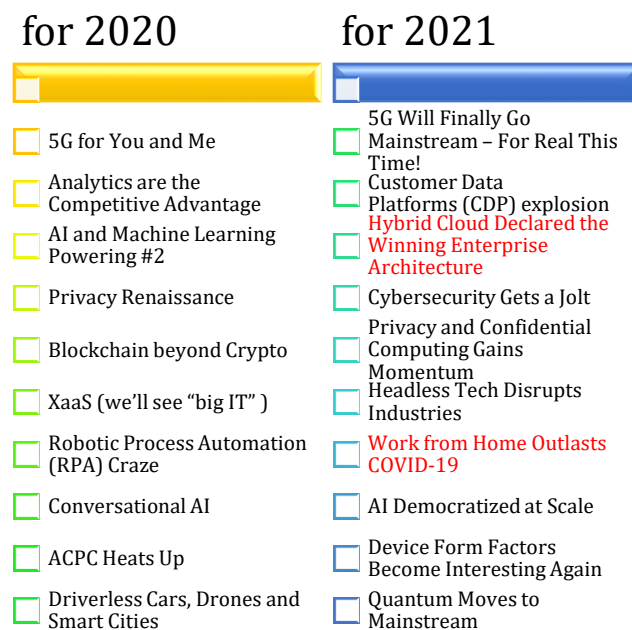 for 2020
5G for You and Me
Analytics are the
Competitive Advantage
AI and Machine Learning
Powering #2
Privacy Renaissance
Blockchain beyond Crypto
XaaS (we’ll see “big IT” )
Robotic Process Automation
(RPA) Craze
Conversational AI
ACPC Heats Up
Driverless Cars, Drones and
Smart Cities
for 2021
5G Will Finally Go
Mainstream – For Real This
Time!
Customer Data
Platforms (CDP) explosion
Hybrid Cloud Declared the
Winning Enterprise
Architecture
Cybersecurity Gets a Jolt
Privacy and Confidential
Computing Gains
Momentum
Headless Tech Disrupts
Industries
Work from Home Outlasts
COVID-19
AI Democratized at Scale
Device Form Factors
Become Interesting Again
Quantum Moves to
Mainstream